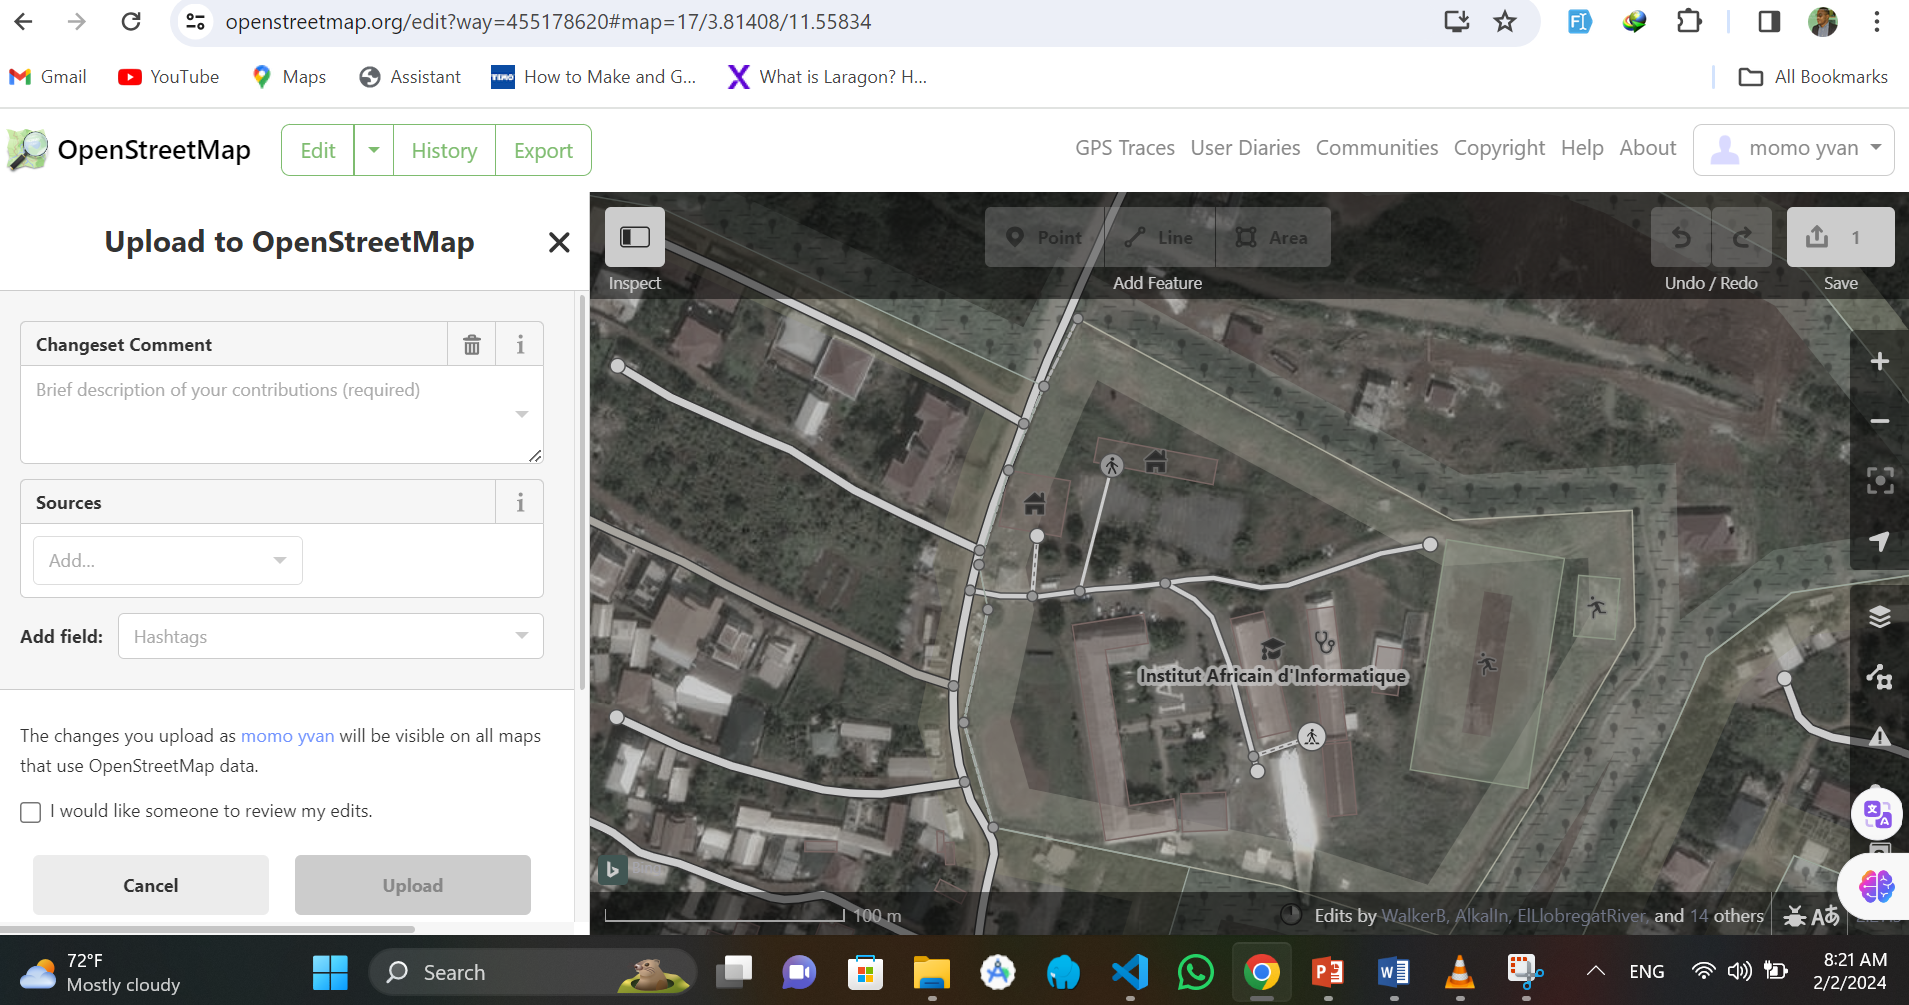 openstreetmap.org/edit?way=455178620#map=17/3.81408/11.55834
Gmail
YouTube
Maps
Assistant
TIMO
How to Make and G...
What is Laragon? H...
All Bookmarks
OpenStreetMap
Edit
History
Export
GPS Traces
User Diaries
Communities
Copyright
Help
About
momo yvan
Upload to OpenStreetMap
Inspect
Point
Line
Area
Add Feature
Undo / Redo
1
Save
Changeset Comment
Brief description of your contributions (required)
Sources
Add...
Add field:
Hashtags
The changes you upload as momo yvan will be visible on all maps
that use OpenStreetMap data.
I would like someone to review my edits.
Cancel
Upload
Institut Africain d'Informatique
100 m
Edits by WalkerB, AlkalIn, ElLlobregatRiver, and 14 others
72°F
Mostly cloudy
Search
ENG
8:21 AM
2/2/2024